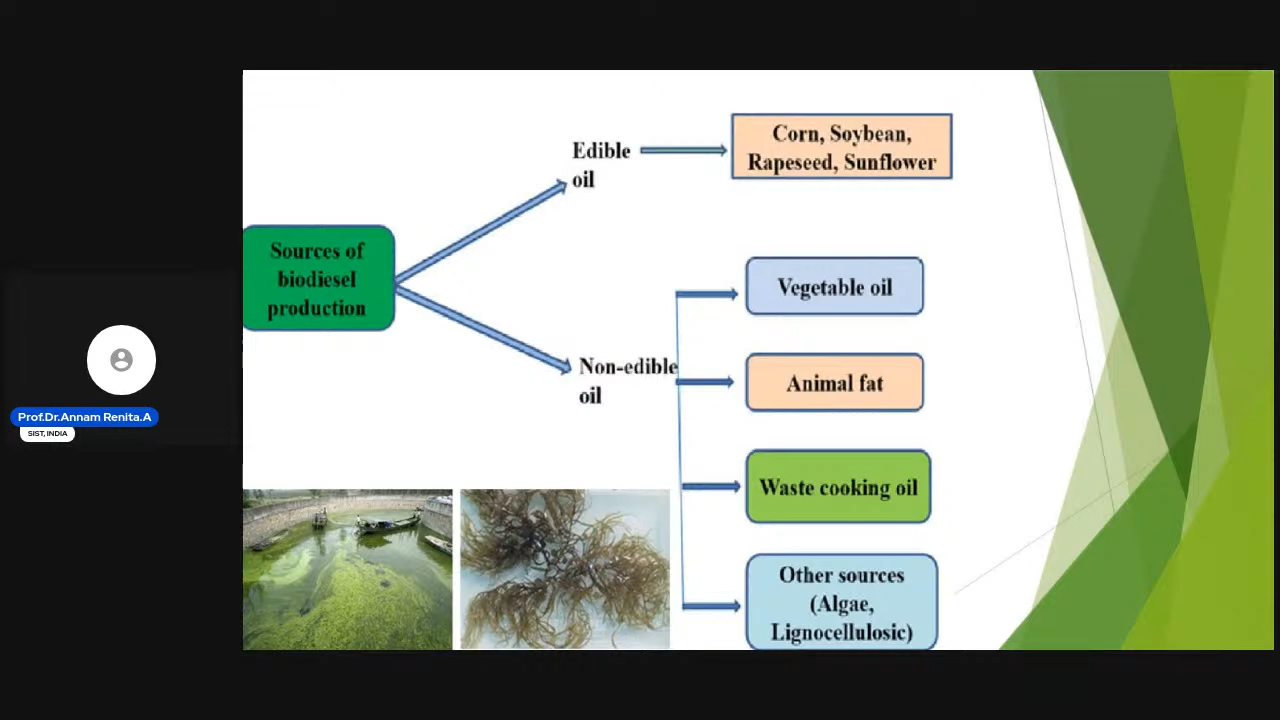 Corn, Soybean,
Rapeseed, Sunflower
Edible
oil
Sources of
biodiesel
production
Vegetable oil
Non-edible
oil
Animal fat
Waste cooking oil
Other sources
(Algae,
Lignocellulosic)
Prof.Dr.Annam Renita.A
SIST, INDIA